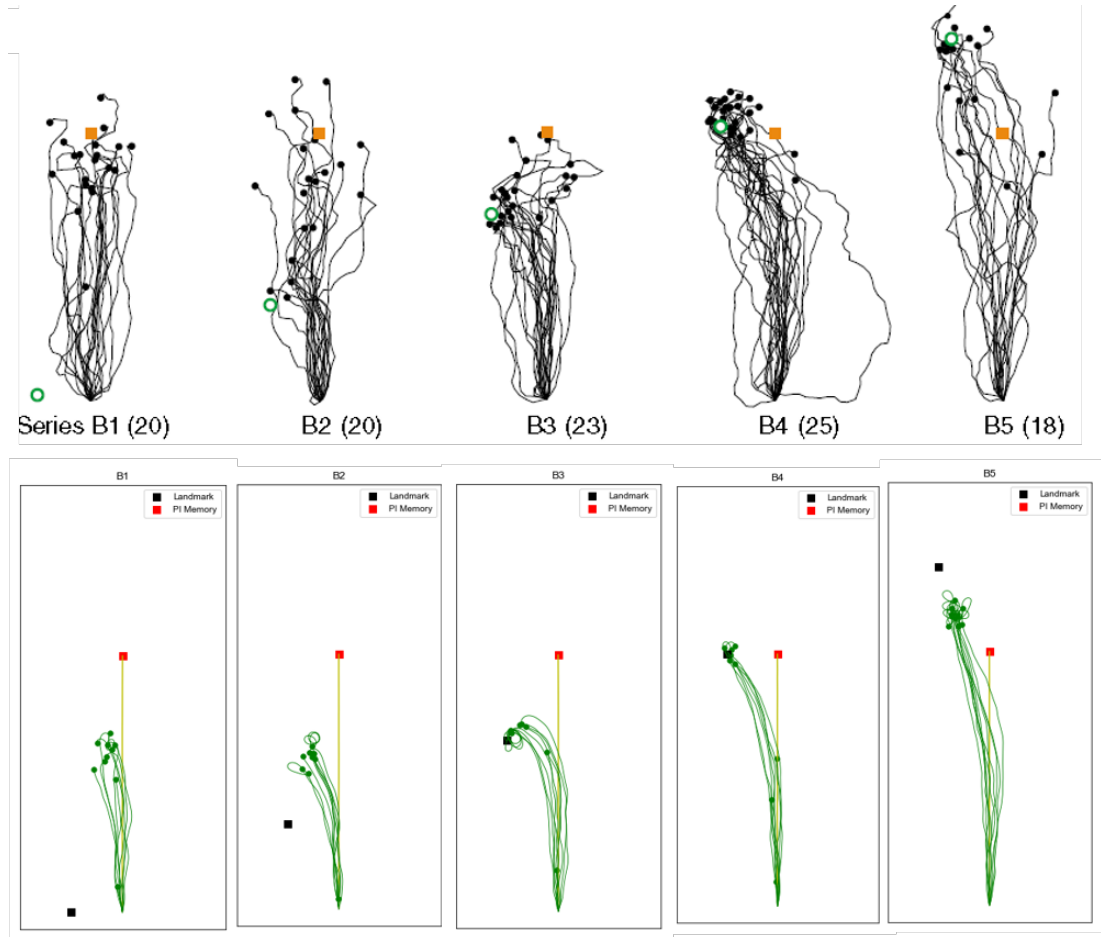 Series B1 (20)
B2 (20)
B3 (23)
B4 (25)
B5 (18)
B1
Landmark
PI Memory
B2
Landmark
PI Memory
B3
Landmark
PI Memory
B4
Landmark
PI Memory
B5
Landmark
PI Memory